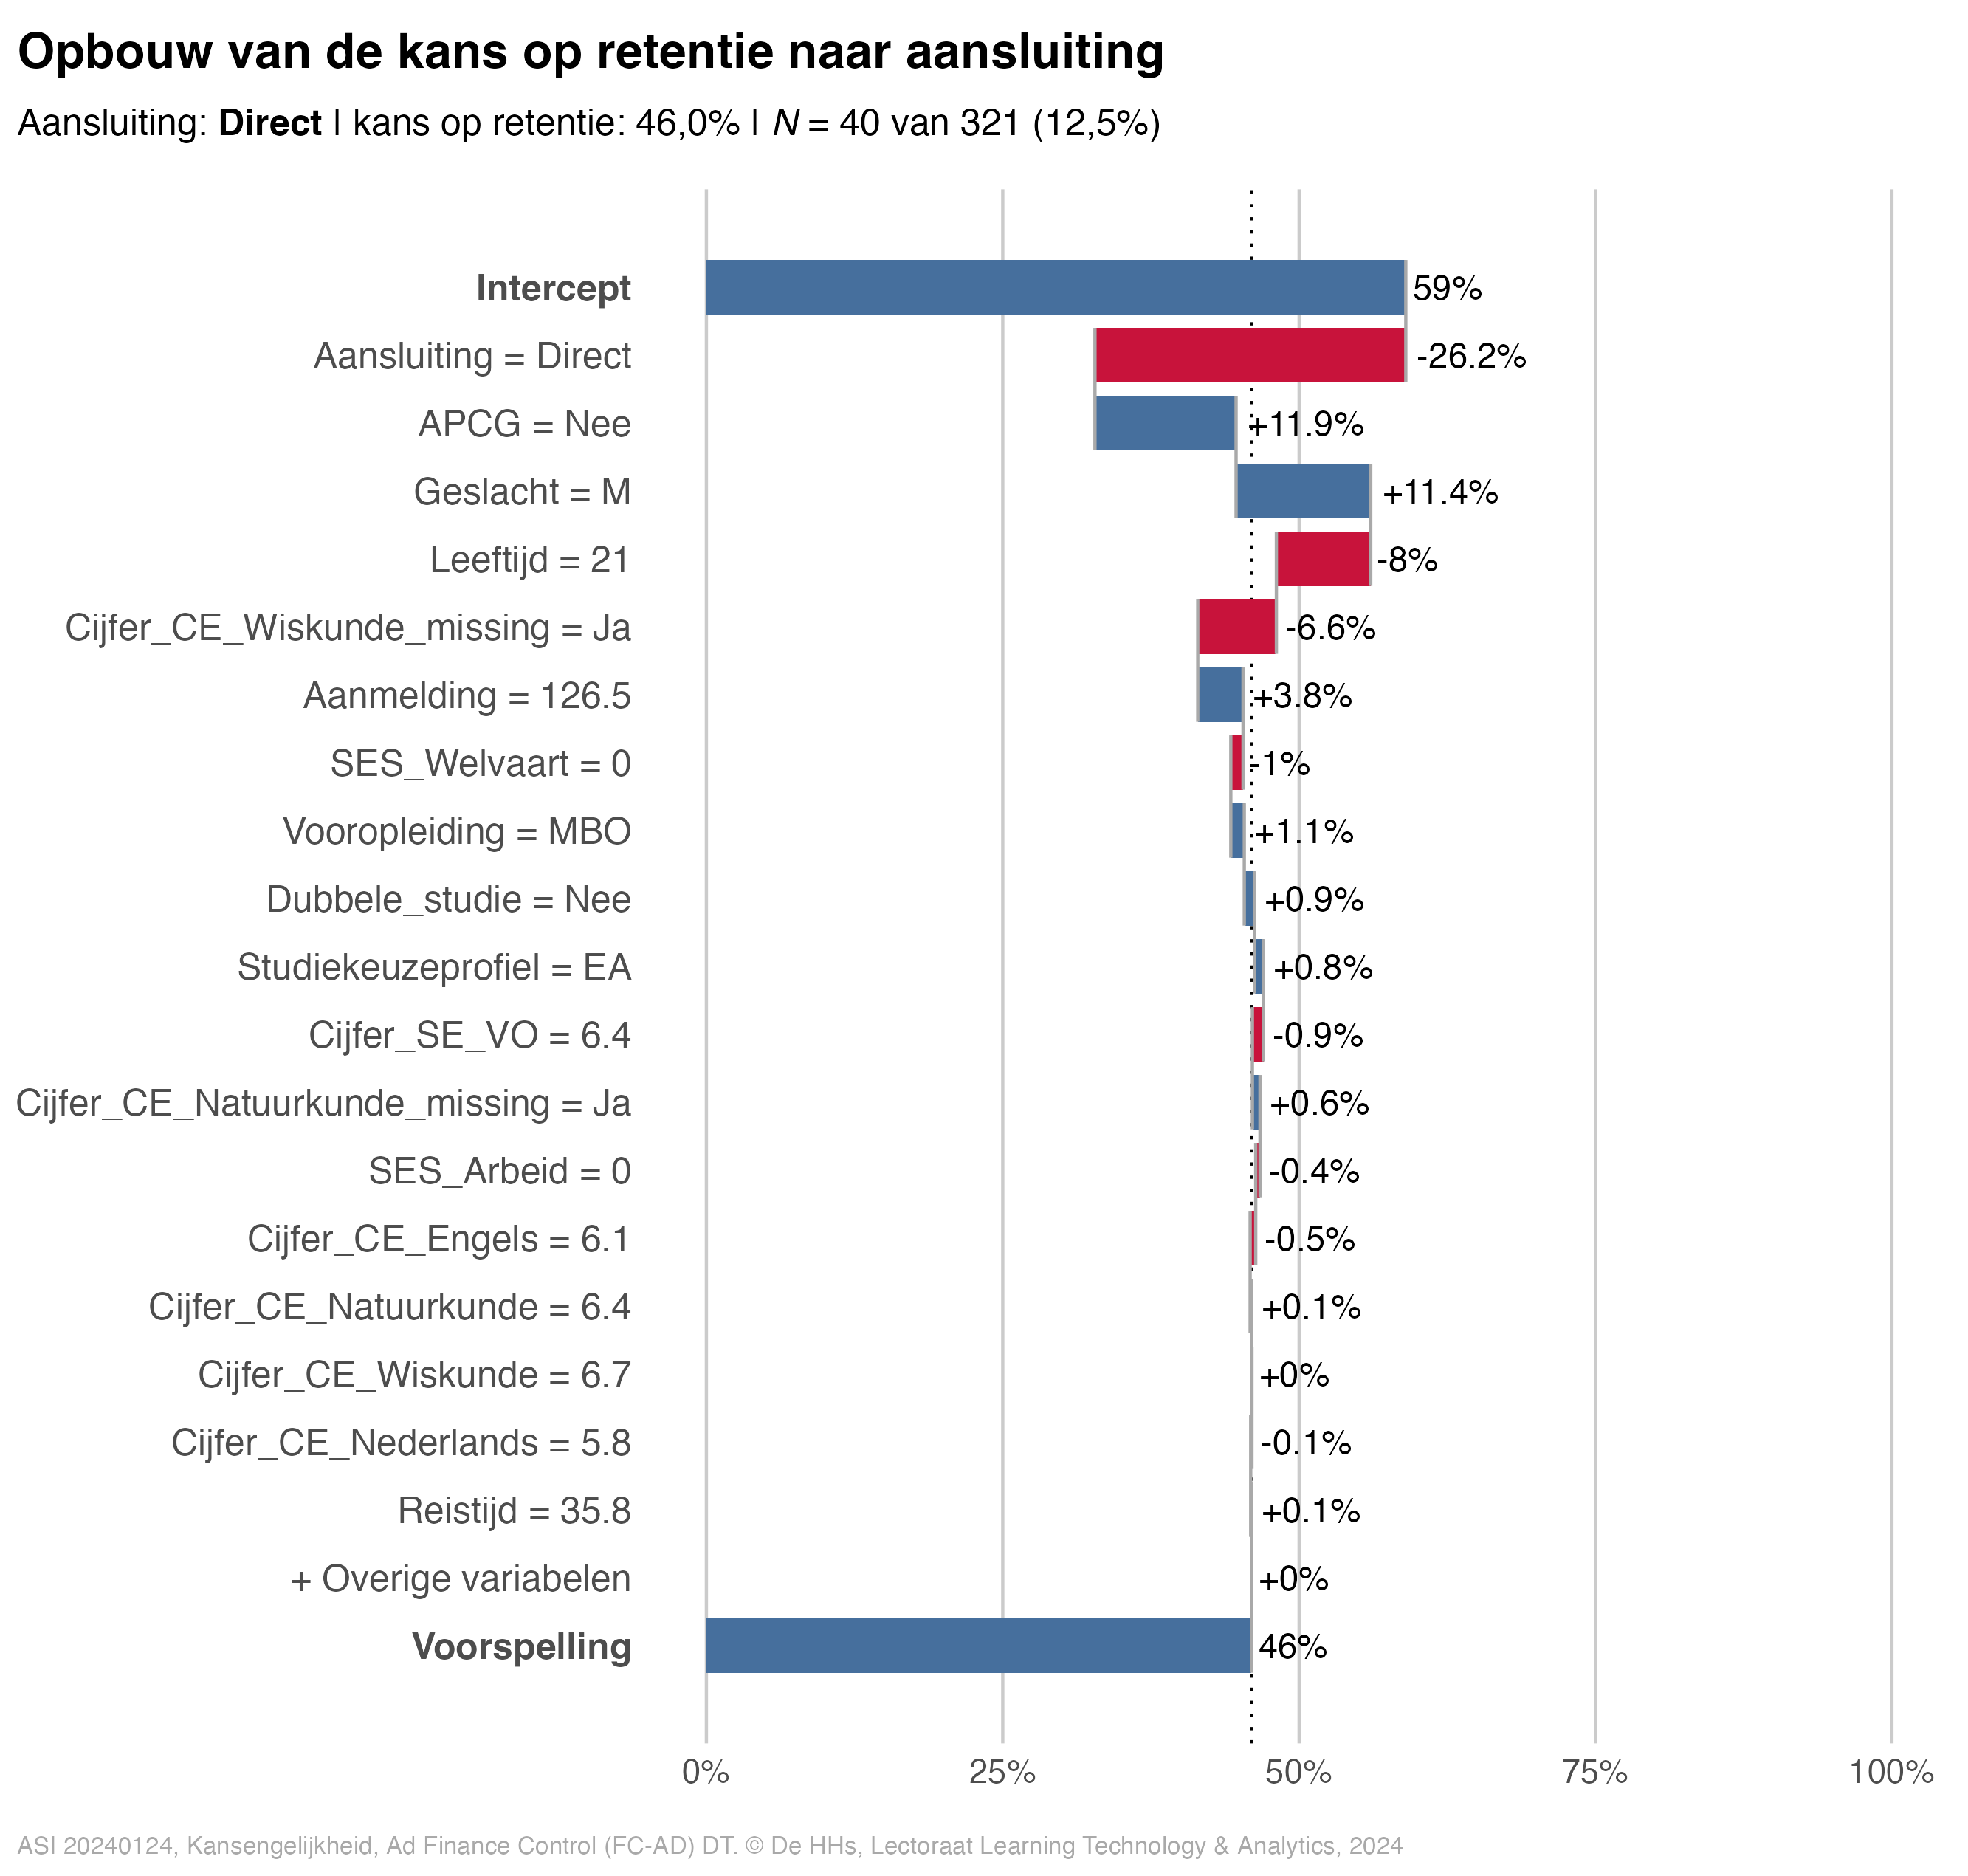 Opbouw van de kans op retentie naar aansluiting
Aansluiting: Direct | kans op retentie: 46,0% | N = 40 van 321 (12,5%)
Intercept 59%
Aansluiting = Direct -26.2%
APCG = Nee +11.9%
Geslacht = M +11.4%
Leeftijd = 21 -8%
Cijfer_CE_Wiskunde_missing = Ja -6.6%
Aanmelding = 126.5 +3.8%
SES_Welvaart = 0 -1%
Vooropleiding = MBO +1.1%
Dubbele_studie = Nee +0.9%
Studiekeuzeprofiel = EA +0.8%
Cijfer_SE_VO = 6.4 -0.9%
Cijfer_CE_Natuurkunde_missing = Ja +0.6%
SES_Arbeid = 0 -0.4%
Cijfer_CE_Engels = 6.1 -0.5%
Cijfer_CE_Natuurkunde = 6.4 +0.1%
Cijfer_CE_Wiskunde = 6.7 +0%
Cijfer_CE_Nederlands = 5.8 -0.1%
Reistijd = 35.8 +0.1%
+ Overige variabelen +0%
Voorspelling 46%
0% 25% 50% 75% 100%
ASI 20240124, Kansengelijkheid, Ad Finance Control (FC-AD) DT. © De HHs, Lectoraat Learning Technology & Analytics, 2024